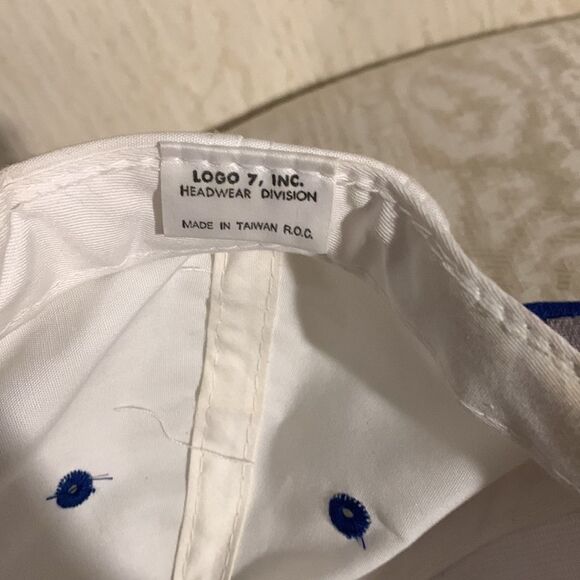 LOGO 7, INC.
HEADWEAR DIVISION
MADE IN TAIWAN R.O.C.